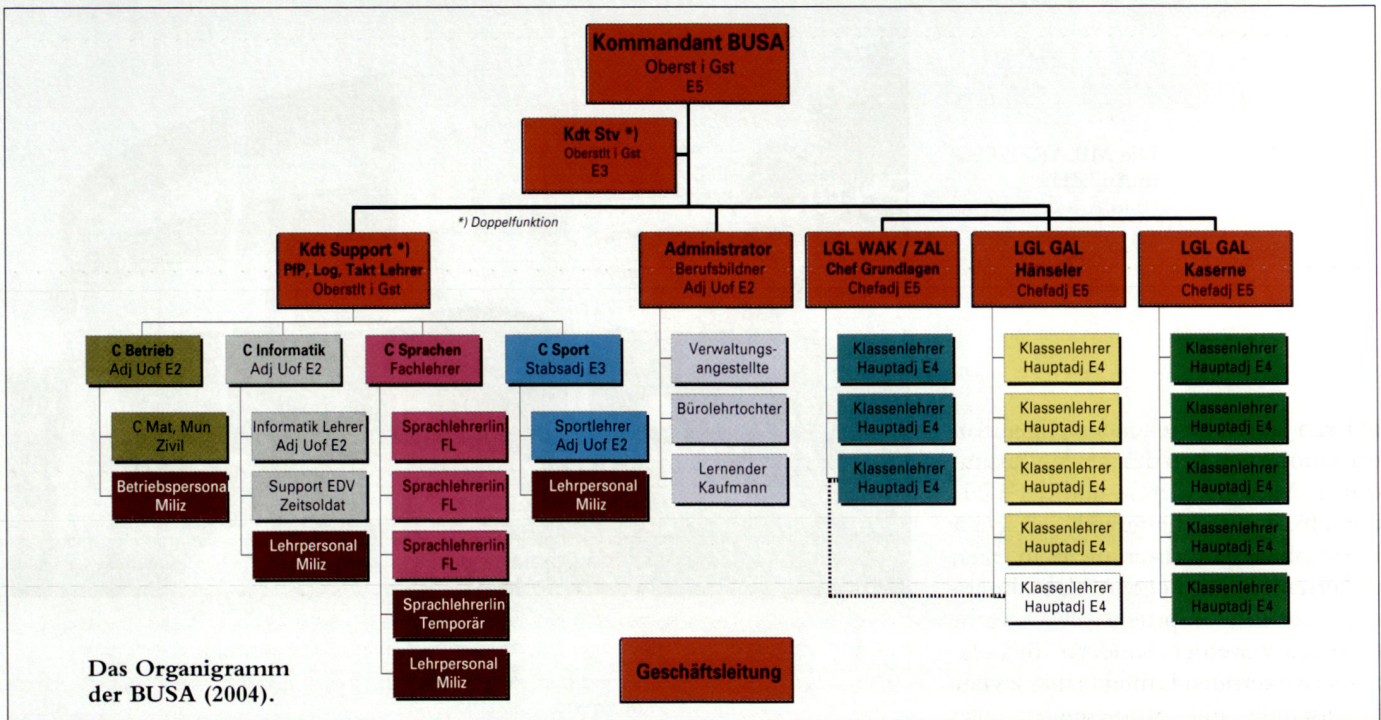 Kommandant BUSA
Oberst i Gst
E5
Kdt Stv *)
Oberstlt i Gst
E3
*) Doppelfunktion
Kdt Support *)
PfP, Log, Takt Lehrer
Oberstlt i Gst
Administrator
Berufsbildner
Adj Uof E2
LGL WAK / ZAL
Chef Grundlagen
Chefadj E5
LGL GAL
Hänseler
Chefadj E5
LGL GAL
Kaserne
Chefadj E5
C Betrieb
Adj Uof E2
C Mat, Mun
Zivil
Betriebspersonal
Miliz
C Informatik
Adj Uof E2
Informatik Lehrer
Adj Uof E2
Support EDV
Zeitsoldat
Lehrpersonal
Miliz
C Sprachen
Fachlehrer
Sprachlehrerlin
FL
Sprachlehrerlin
FL
Sprachlehrerlin
FL
Sprachlehrerlin
Temporär
Lehrpersonal
Miliz
C Sport
Stabsadj E3
Sportlehrer
Adj Uof E2
Lehrpersonal
Miliz
Verwaltungs-
angestellte
Bürolehrtochter
Lernender
Kaufmann
Klassenlehrer
Hauptadj E4
Klassenlehrer
Hauptadj E4
Klassenlehrer
Hauptadj E4
Klassenlehrer
Hauptadj E4
Klassenlehrer
Hauptadj E4
Klassenlehrer
Hauptadj E4
Klassenlehrer
Hauptadj E4
Klassenlehrer
Hauptadj E4
Klassenlehrer
Hauptadj E4
Klassenlehrer
Hauptadj E4
Klassenlehrer
Hauptadj E4
Klassenlehrer
Hauptadj E4
Klassenlehrer
Hauptadj E4
Geschäftsleitung
Das Organigramm
der BUSA (2004).